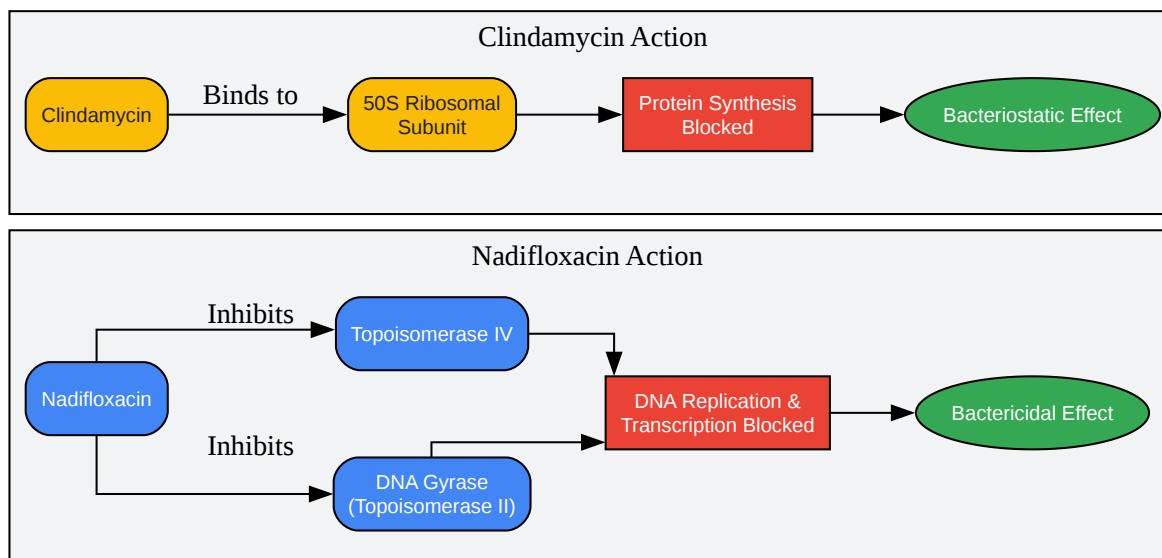 Clindamycin Action
Clindamycin
Binds to
50S Ribosomal
Subunit
Protein Synthesis
Blocked
Bacteriostatic Effect
Nadifloxacin Action
Nadifloxacin
Inhibits
Topoisomerase IV
Inhibits
DNA Gyrase
(Topoisomerase II)
DNA Replication &
Transcription Blocked
Bactericidal Effect